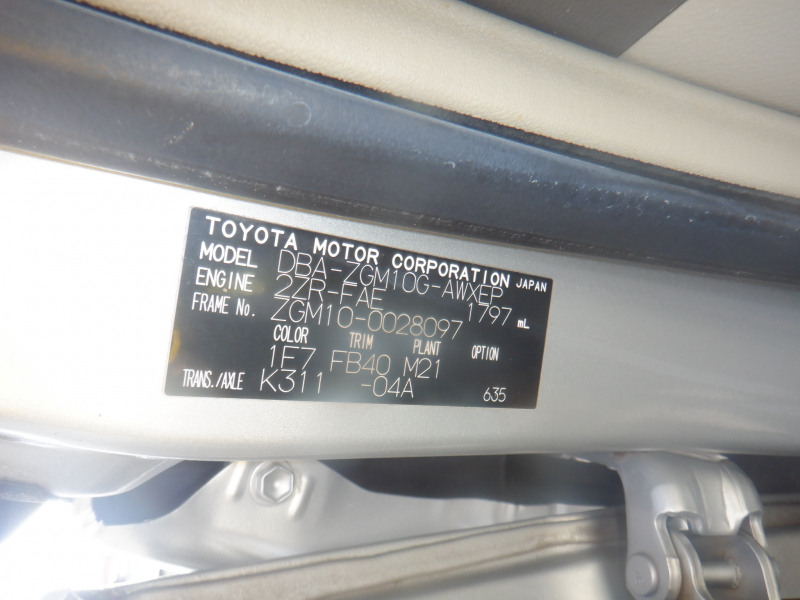 TOYOTA MOTOR CORPORATION JAPAN
MODEL DBA-ZGM10G-AWXEP
ENGINE 2ZR-FAE 1797 mL
FRAME No. ZGM10-0028097
COLOR TRIM PLANT OPTION
1E7 FB40 M21
TRANS./AXLE K311 -04A 635